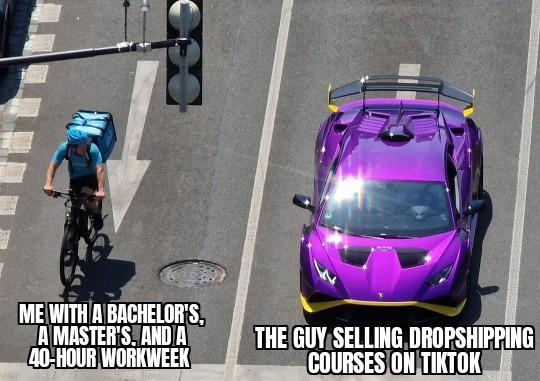 ME WITH A BACHELOR'S,
A MASTER'S, AND A
40-HOUR WORKWEEK
THE GUY SELLING DROPSHIPPING
COURSES ON TIKTOK